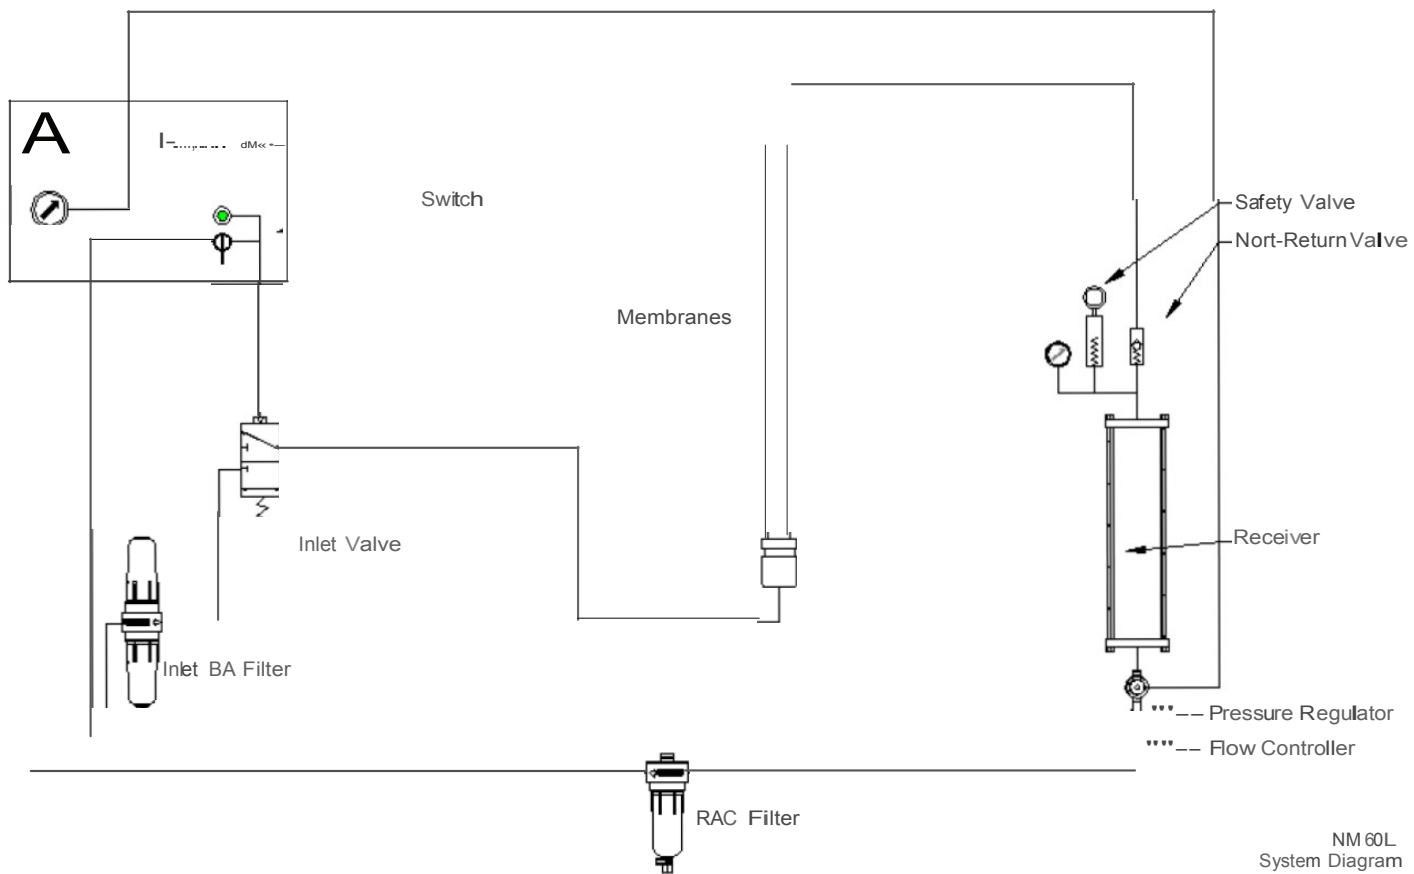 A
Switch
Safety Valve
Nort-Return Valve
Membranes
Inlet Valve
Receiver
Inlet BA Filter
Pressure Regulator
Flow Controller
RAC Filter
NM 60L
System Diagram